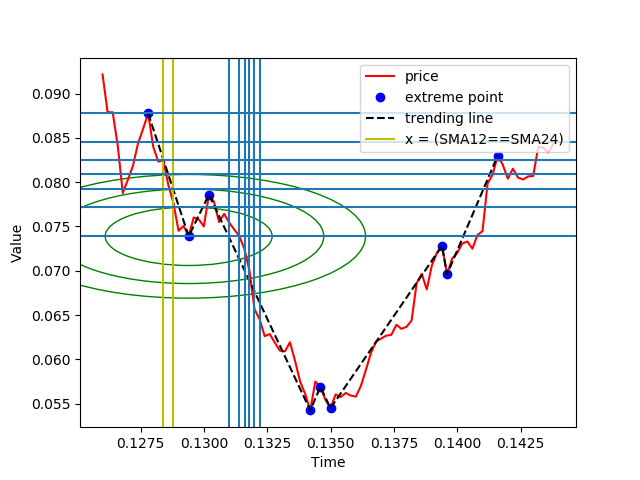 price
extreme point
trending line
x = (SMA12==SMA24)
0.090
0.085
0.080
0.075
0.070
0.065
0.060
0.055
Value
0.1275 0.1300 0.1325 0.1350 0.1375 0.1400 0.1425
Time